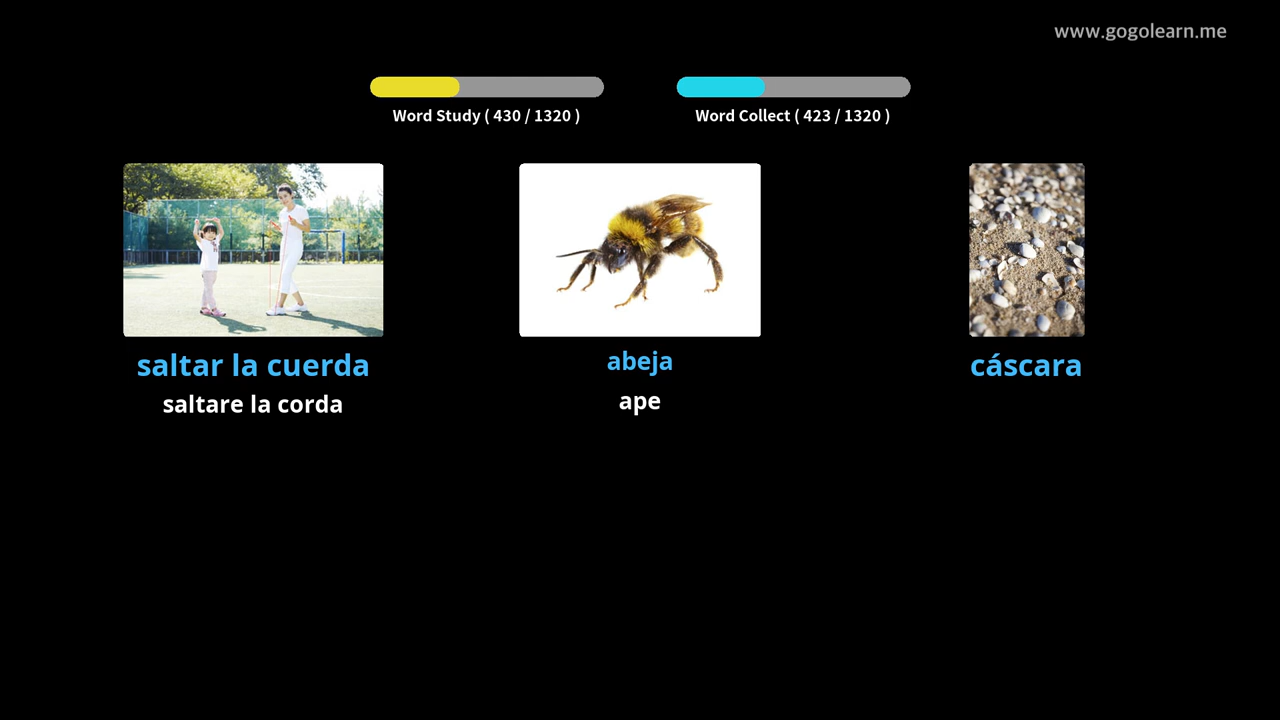 www.gogolearn.me
Word Study ( 430 / 1320 )
Word Collect ( 423 / 1320 )
saltar la cuerda
saltare la corda
abeja
ape
cáscara